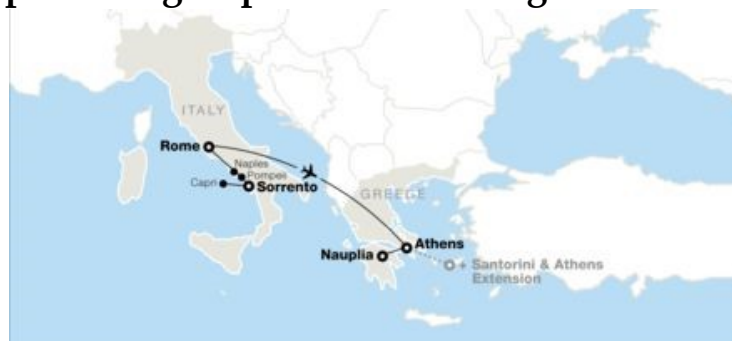 ITALY
Rome
Naples
Pompeii
Capri
Sorrento
GREECE
Athens
Nauplia
+ Santorini & Athens
Extension